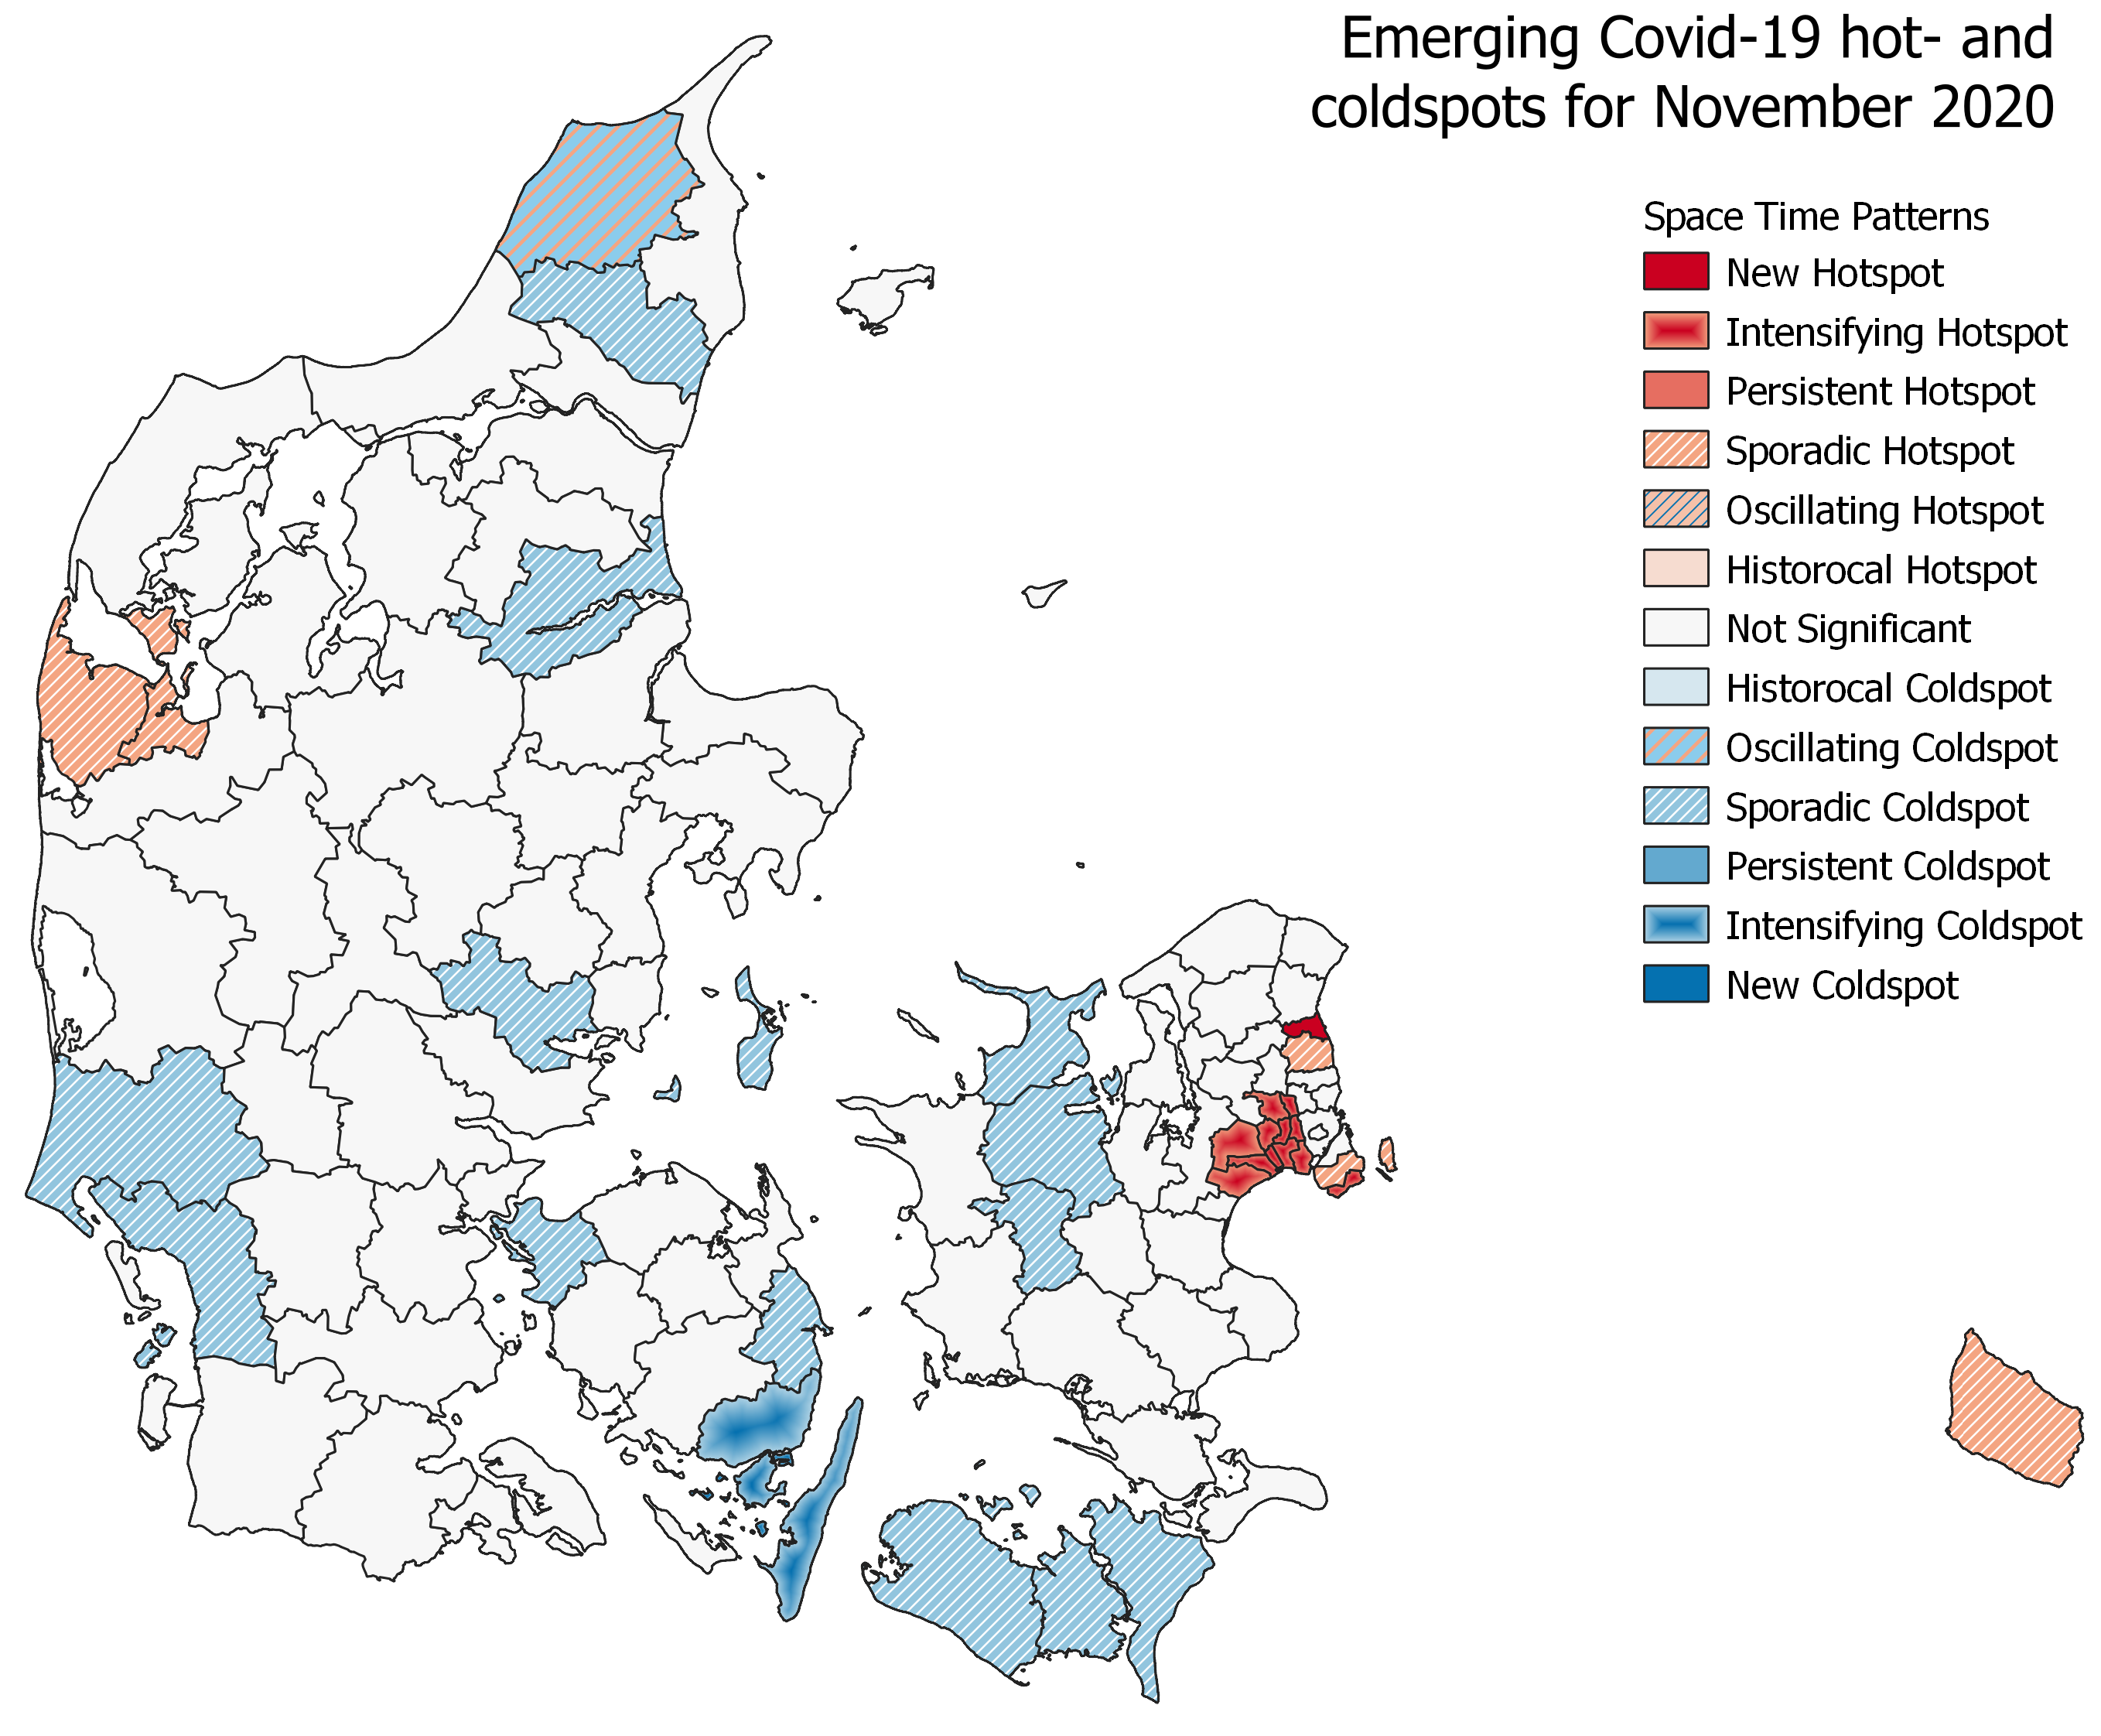 Emerging Covid-19 hot- and
coldspots for November 2020
Space Time Patterns
New Hotspot
Intensifying Hotspot
Persistent Hotspot
Sporadic Hotspot
Oscillating Hotspot
Historocal Hotspot
Not Significant
Historocal Coldspot
Oscillating Coldspot
Sporadic Coldspot
Persistent Coldspot
Intensifying Coldspot
New Coldspot